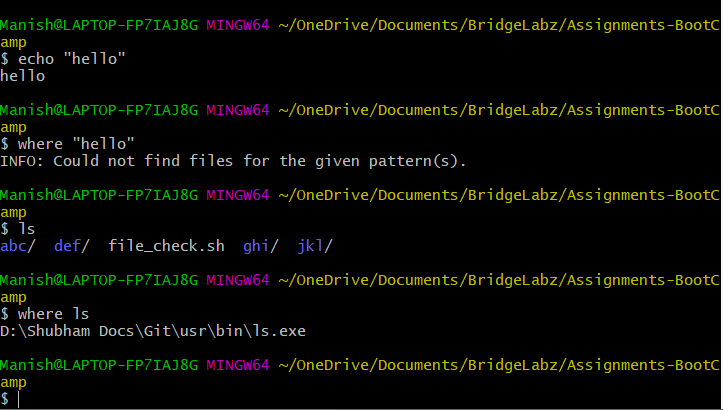 Manish@LAPTOP-FP7IAJ8G MINGW64 ~/OneDrive/Documents/BridgeLabz/Assignments-BootC
amp
$ echo "hello"
hello
Manish@LAPTOP-FP7IAJ8G MINGW64 ~/OneDrive/Documents/BridgeLabz/Assignments-BootC
amp
$ where "hello"
INFO: Could not find files for the given pattern(s).
Manish@LAPTOP-FP7IAJ8G MINGW64 ~/OneDrive/Documents/BridgeLabz/Assignments-BootC
amp
$ ls
abc/  def/  file_check.sh  ghi/  jkl/
Manish@LAPTOP-FP7IAJ8G MINGW64 ~/OneDrive/Documents/BridgeLabz/Assignments-BootC
amp
$ where ls
D:\Shubham Docs\Git\usr\bin\ls.exe
Manish@LAPTOP-FP7IAJ8G MINGW64 ~/OneDrive/Documents/BridgeLabz/Assignments-BootC
amp
$